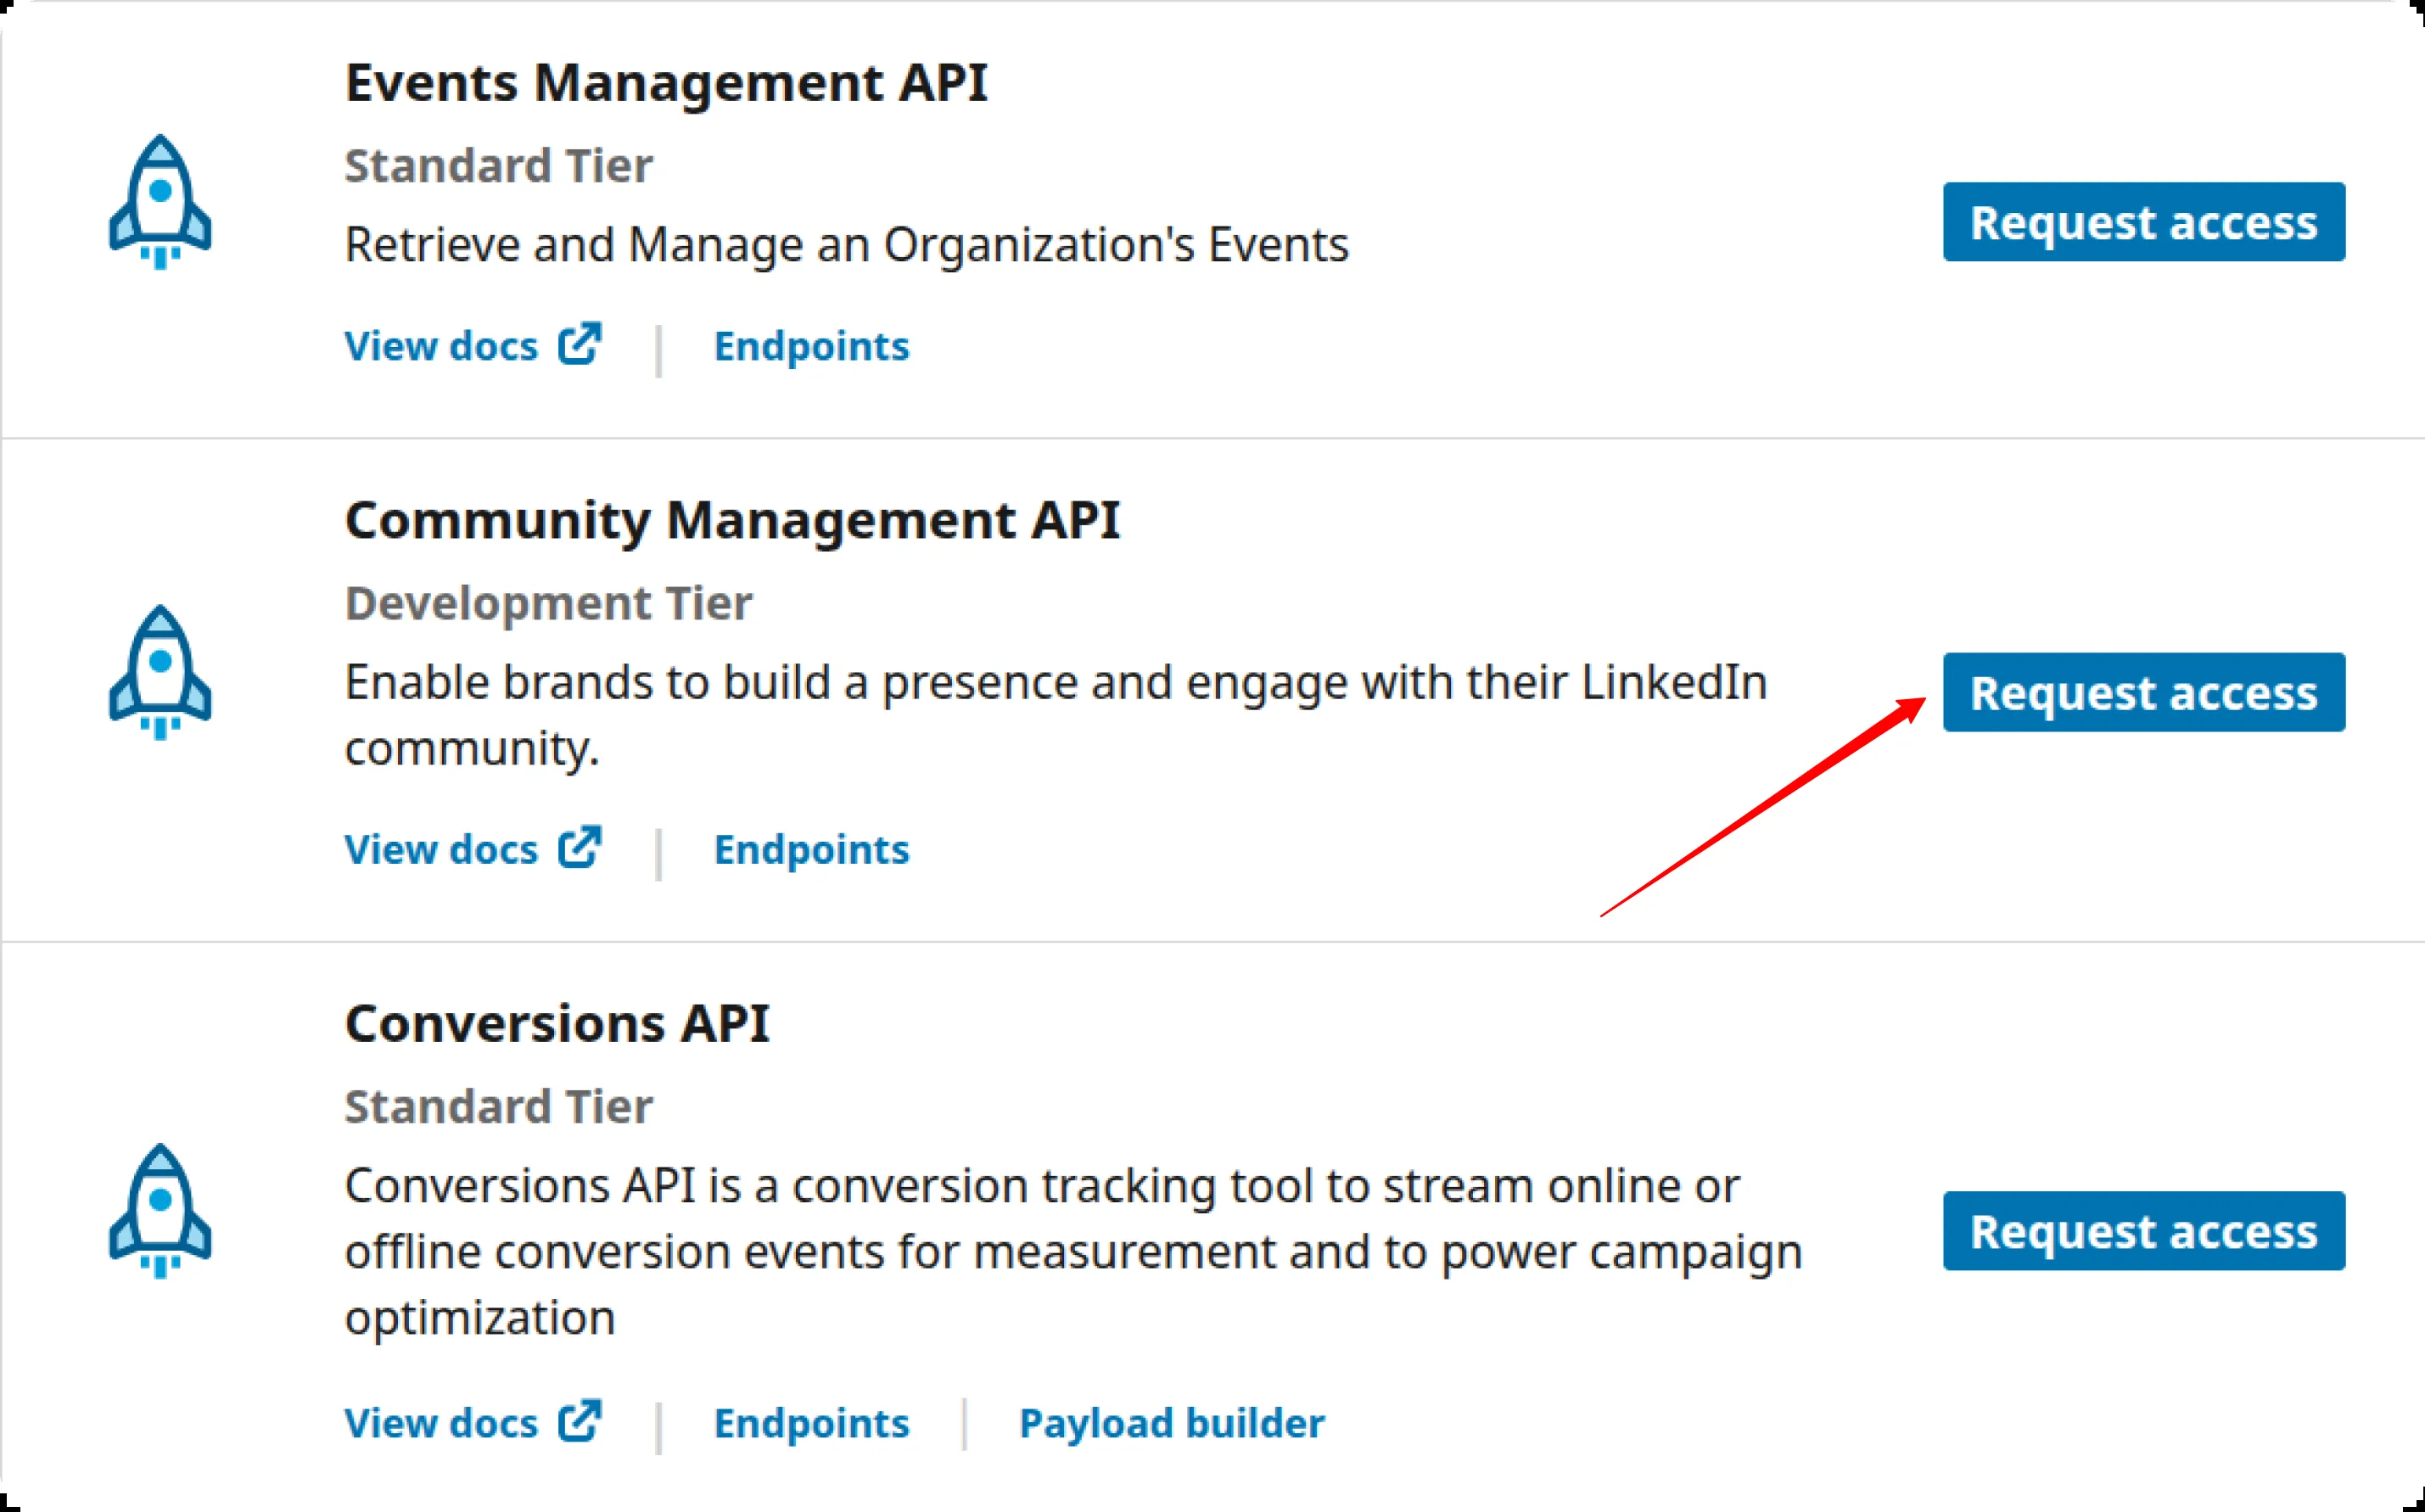 Events Management API
Standard Tier
Retrieve and Manage an Organization's Events
Request access
View docs | Endpoints
Community Management API
Development Tier
Enable brands to build a presence and engage with their LinkedIn
community.
Request access
View docs | Endpoints
Conversions API
Standard Tier
Conversions API is a conversion tracking tool to stream online or
offline conversion events for measurement and to power campaign
optimization
Request access
View docs | Endpoints | Payload builder